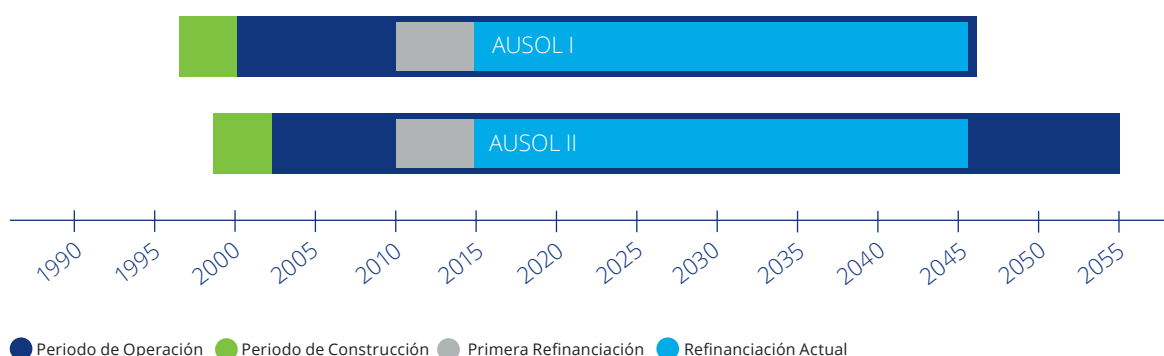 AUSOL I
AUSOL II
1990 1995 2000 2005 2010 2015 2020 2025 2030 2035 2040 2045 2050 2055
Periodo de Operación Periodo de Construcción Primera Refinanciación Refinanciación Actual